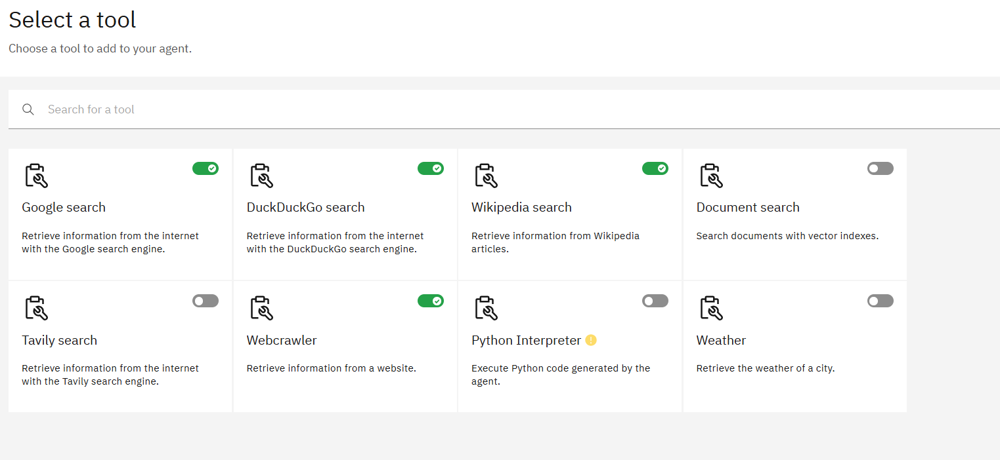 Select a tool
Choose a tool to add to your agent.
Search for a tool
Google search
Retrieve information from the internet
with the Google search engine.
DuckDuckGo search
Retrieve information from the internet
with the DuckDuckGo search engine.
Wikipedia search
Retrieve information from Wikipedia
articles.
Document search
Search documents with vector indexes.
Tavily search
Retrieve information from the internet
with the Tavily search engine.
Webcrawler
Retrieve information from a website.
Python Interpreter
Execute Python code generated by the
agent.
Weather
Retrieve the weather of a city.